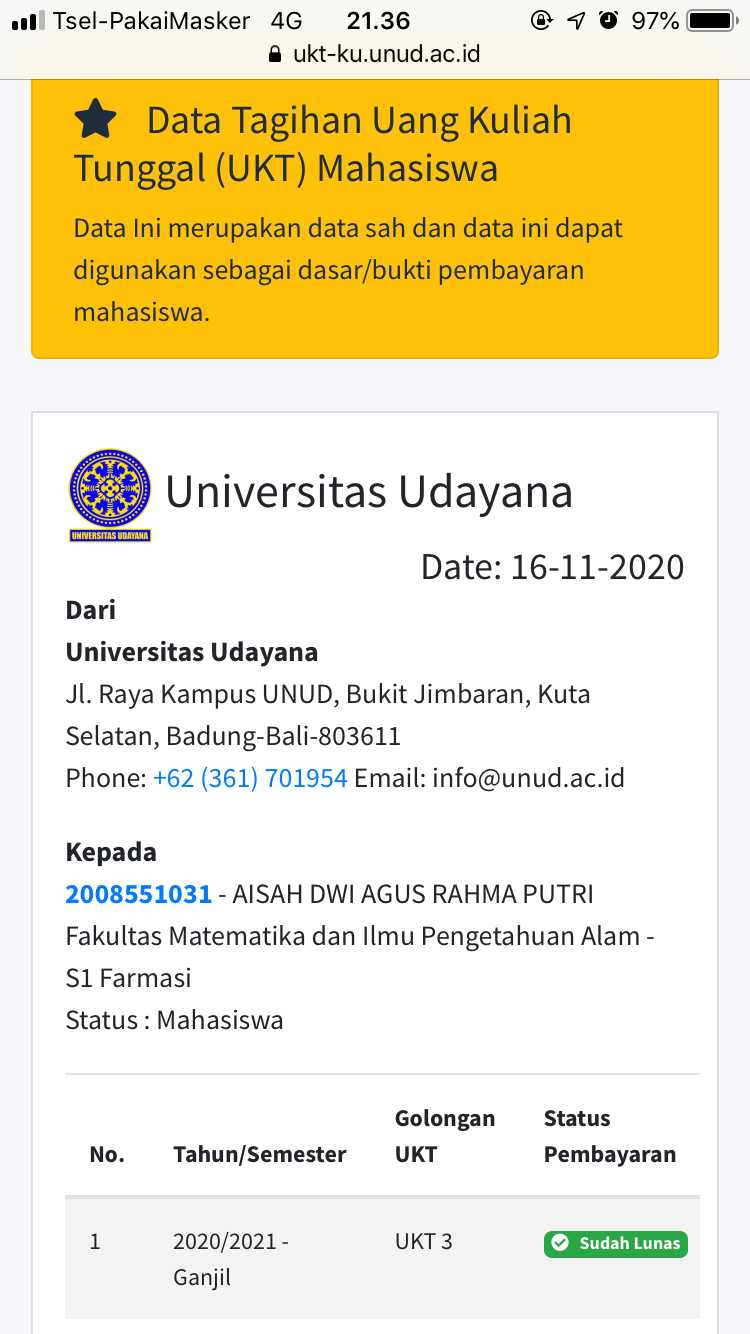 Tsel-PakaiMasker 4G 21.36 97%
ukt-ku.unud.ac.id
Data Tagihan Uang Kuliah
Tunggal (UKT) Mahasiswa
Data Ini merupakan data sah dan data ini dapat
digunakan sebagai dasar/bukti pembayaran
mahasiswa.
UNIVERSITAS UDAYANA
Universitas Udayana
Date: 16-11-2020
Dari
Universitas Udayana
Jl. Raya Kampus UNUD, Bukit Jimbaran, Kuta
Selatan, Badung-Bali-803611
Phone: +62 (361) 701954 Email: info@unud.ac.id
Kepada
2008551031 - AISAH DWI AGUS RAHMA PUTRI
Fakultas Matematika dan Ilmu Pengetahuan Alam -
S1 Farmasi
Status : Mahasiswa
Golongan Status
No. Tahun/Semester UKT Pembayaran
1 2020/2021 - UKT 3 Sudah Lunas
Ganjil